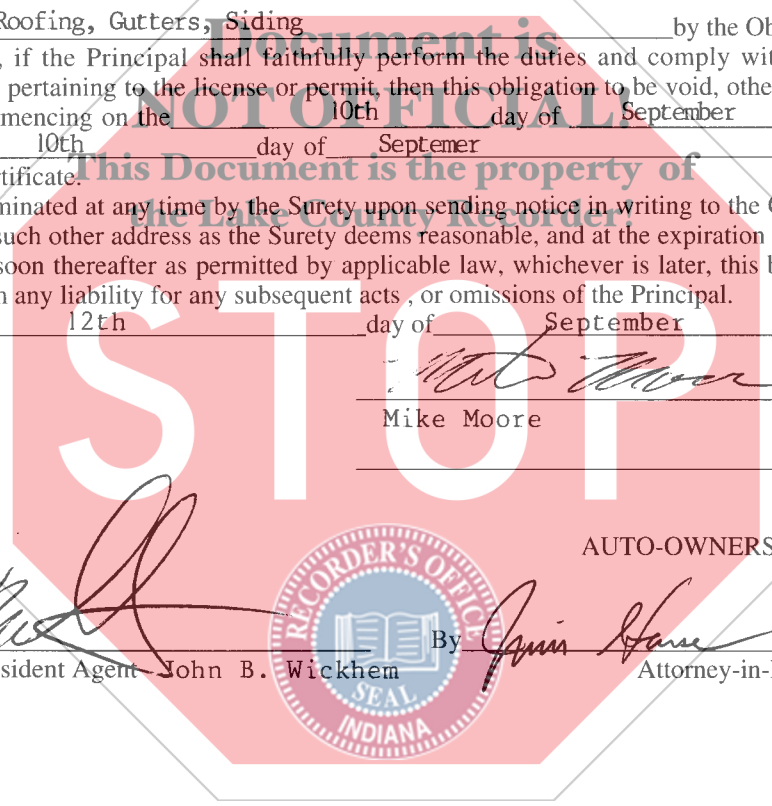 Roofing, Gutters, Siding by the Ob
Document is
, if the Principal shall faithfully perform the duties and comply wit
pertaining to the license or permit, then this obligation to be void, othe
NOT OFFICIAL!
mencing on the 10th day of September
10th day of Septemer
This Document is the property of
rtificate.
the Lake County Recorder!
minated at any time by the Surety upon sending notice in writing to the
such other address as the Surety deems reasonable, and at the expiration
soon thereafter as permitted by applicable law, whichever is later, this b
n any liability for any subsequent acts , or omissions of the Principal.
12th day of September
STOP
Mike Moore
AUTO-OWNERS
By
sident Agent John B. Wickhem
Attorney-in-
RECORDER'S OFFICE
SEAL
INDIANA